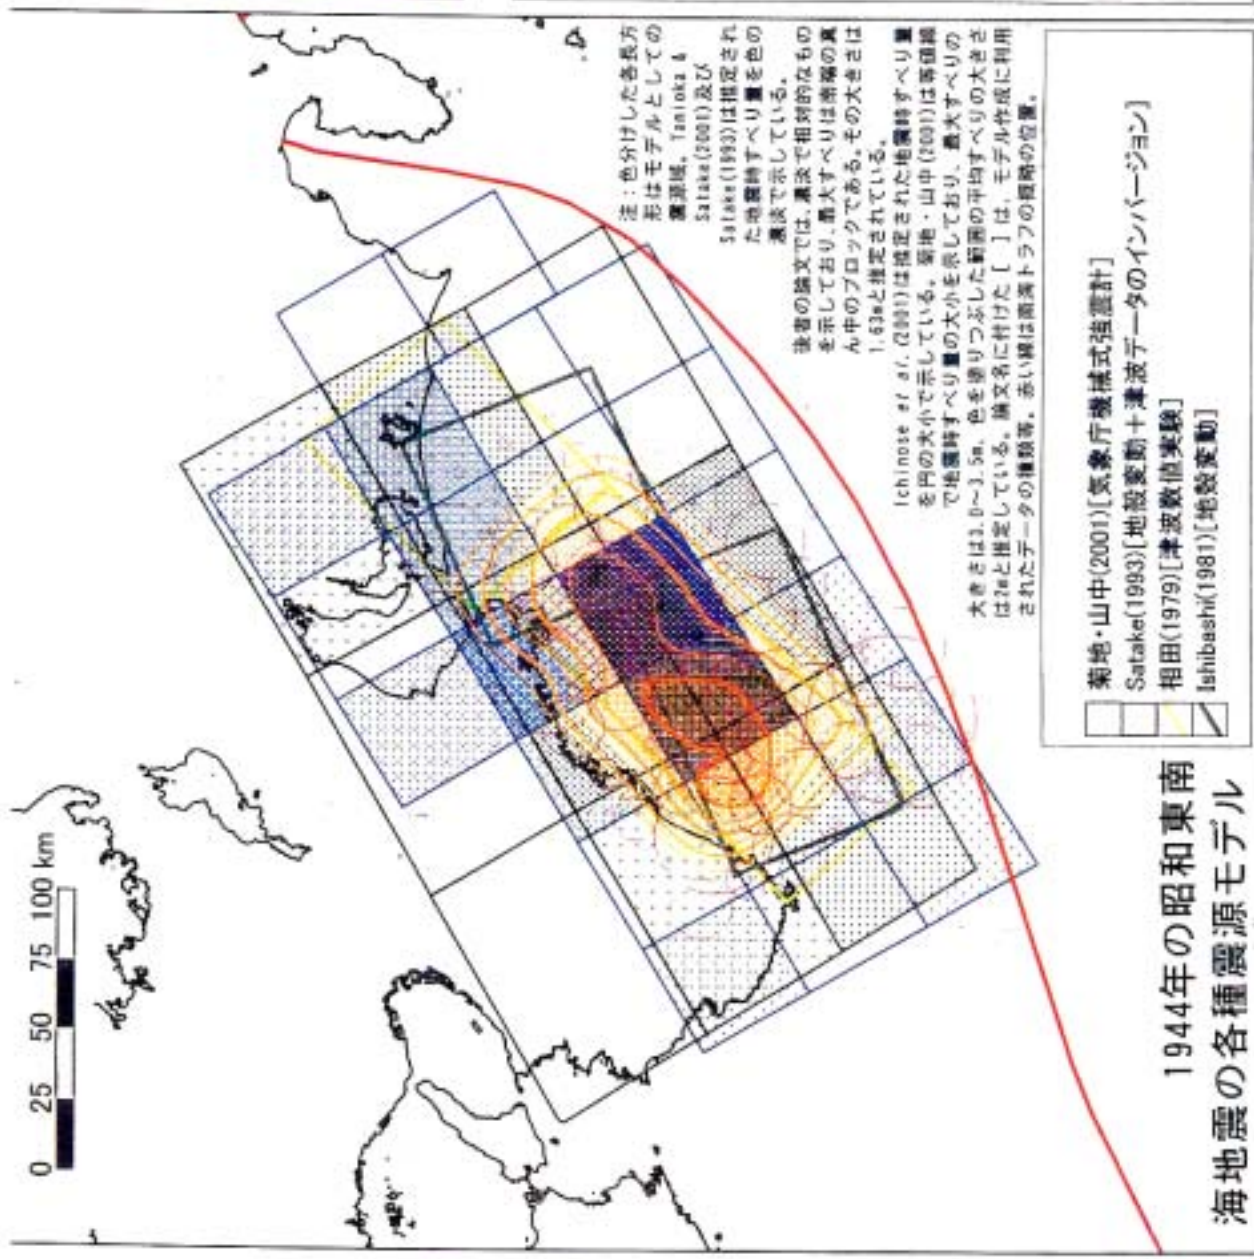 0 25 50 75 100 km
注：色分けした各長方
形はモデルとしての
震源域。Tanioka &
Satake(2001)及び
Satake(1993)は推定され
た地震時すべり量を色の
濃淡で示している。
後者の論文では、濃淡で相対的なもの
を示しており、最大すべりは南端の真
ん中のブロックである。その大きさは
1.63mと推定されている。
Ichinose et al.(2001)は推定された地震時すべり量
を円の大小で示している。菊地・山中(2001)は等値線
で地震時すべり量の大小を示しており、最大すべりの
大きさは3.0〜3.5m、色を塗りつぶした範囲の平均すべりの大きさ
は2mと推定している。論文名に付けた［ ］は、モデル作成に利用
されたデータの種類等。赤い線は南海トラフの概略の位置。
菊地・山中(2001)[気象庁機械式強震計]
Satake(1993)[地殻変動＋津波データのインバージョン]
相田(1979)[津波数値実験]
Ishibashi(1981)[地殻変動]
1944年の昭和東南
海地震の各種震源モデル